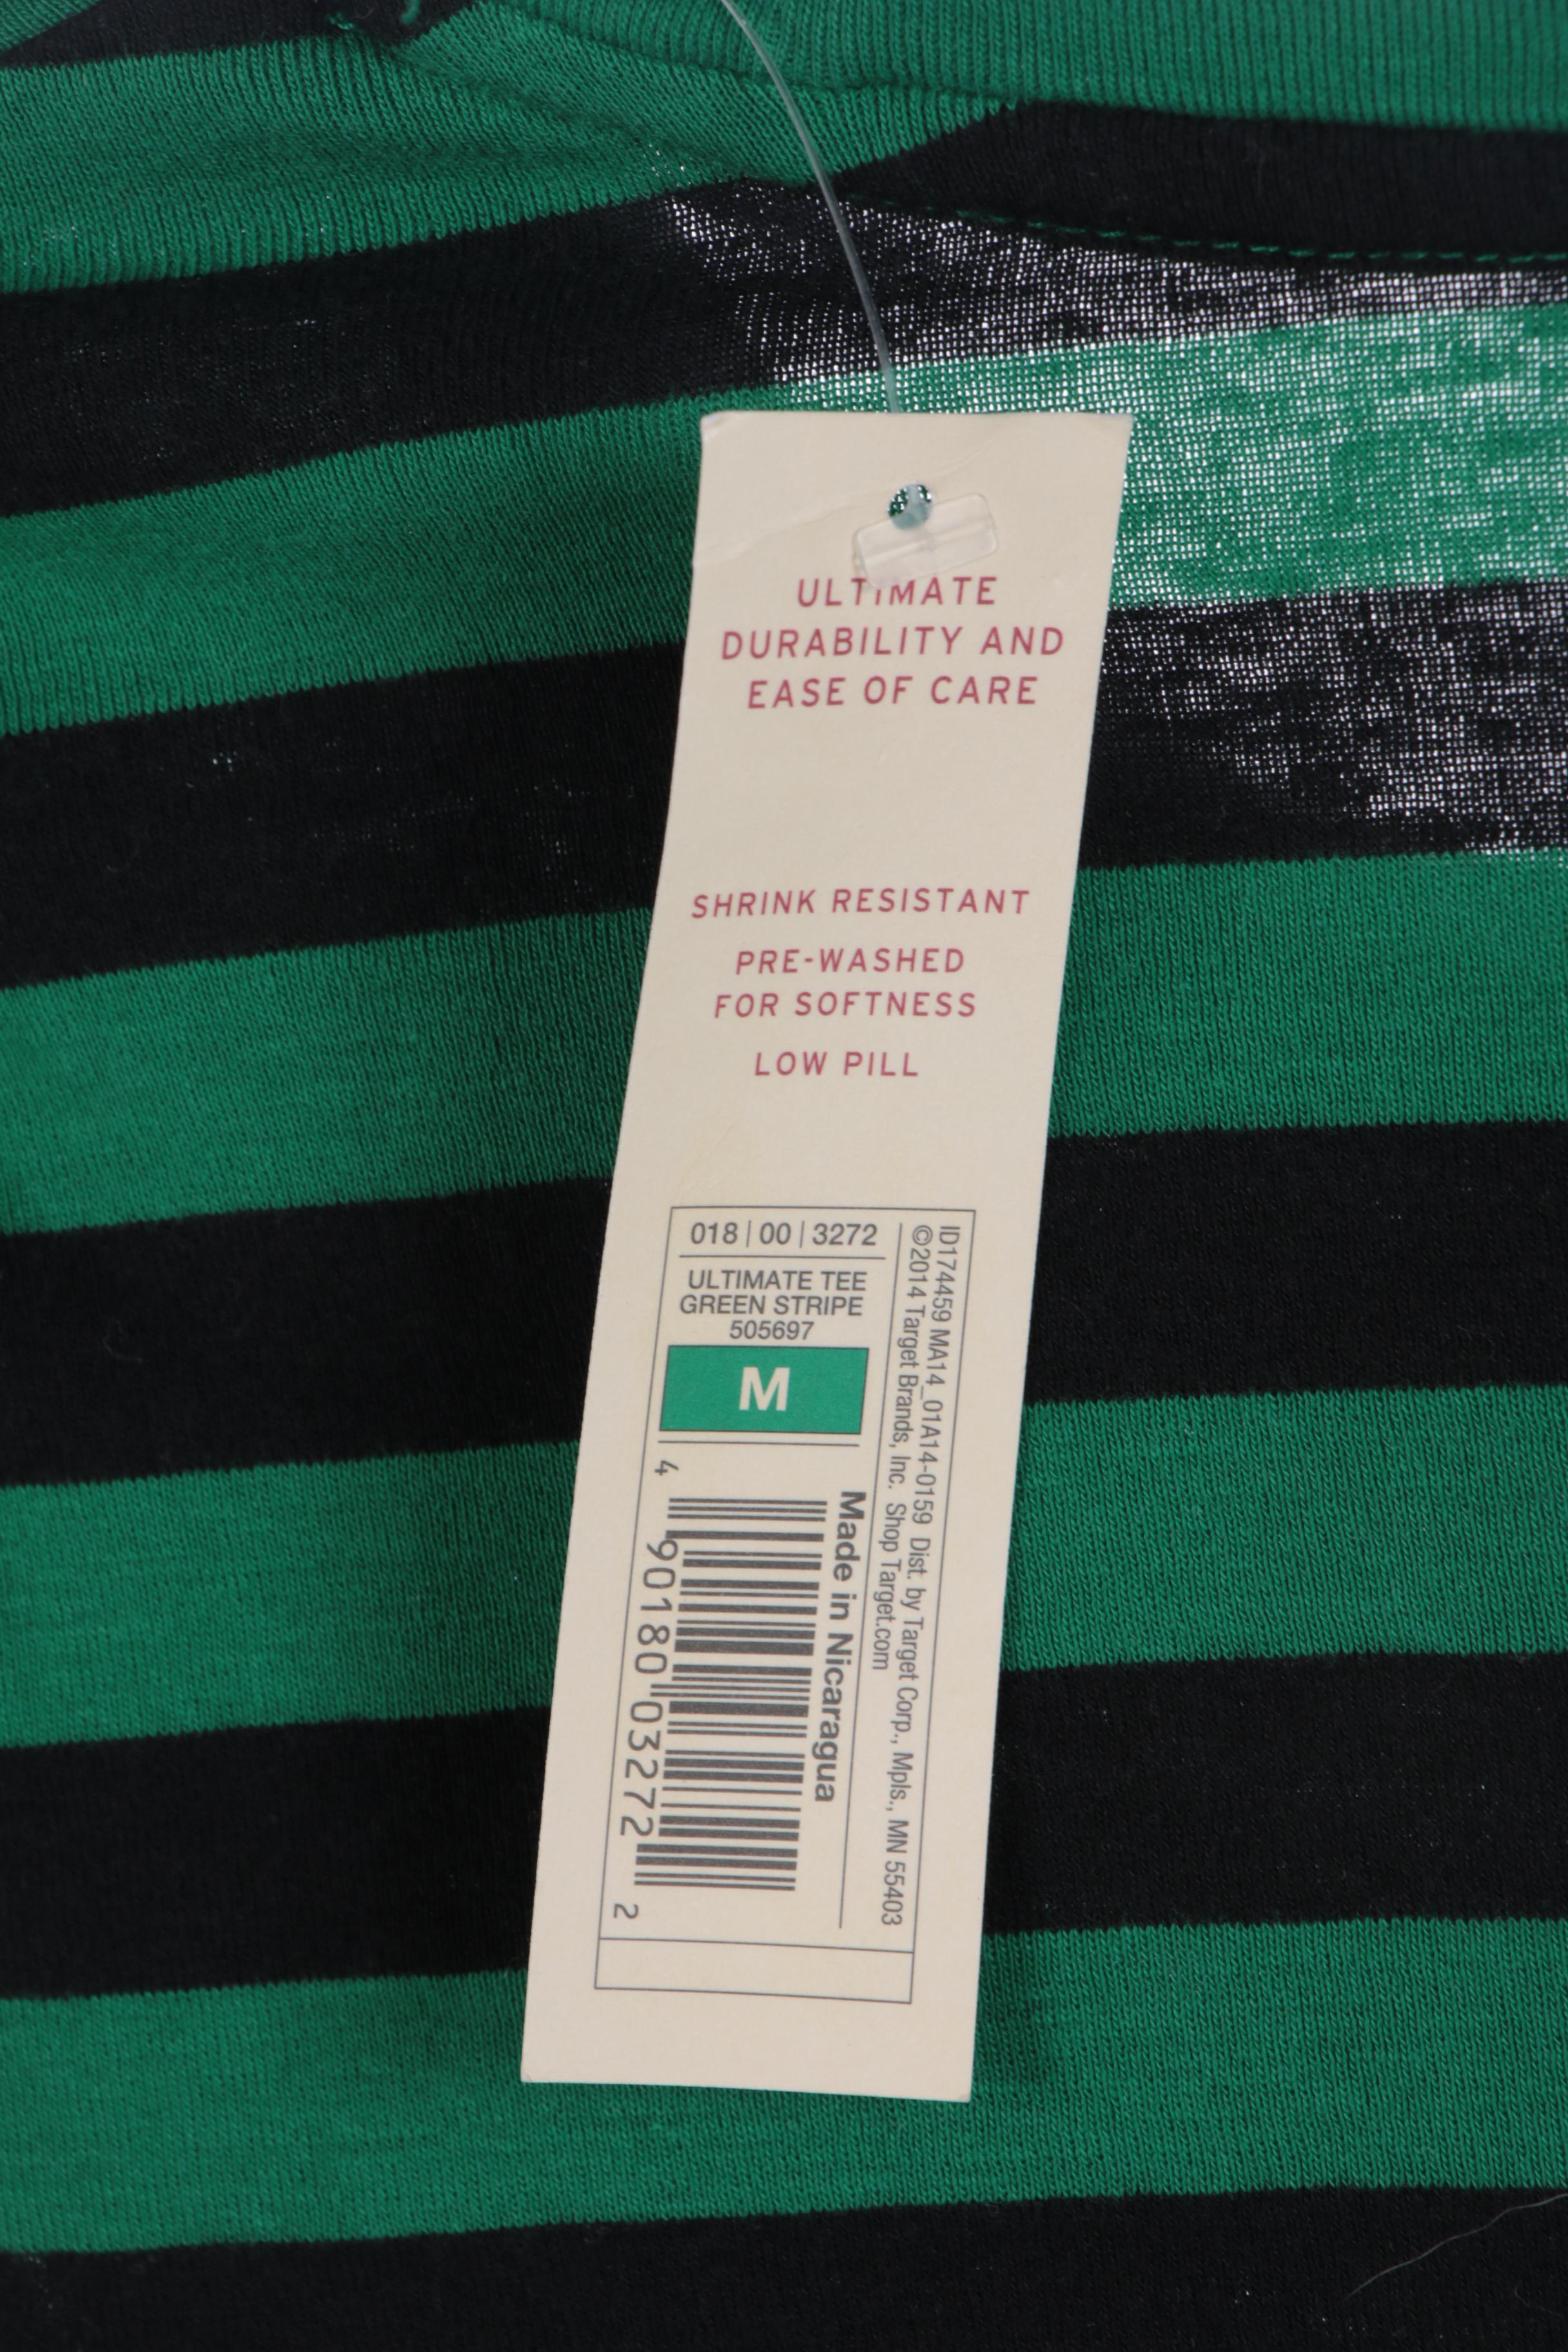 ULTIMATE
DURABILITY AND
EASE OF CARE
SHRINK RESISTANT
PRE-WASHED
FOR SOFTNESS
LOW PILL
018 | 00 | 3272
ULTIMATE TEE
GREEN STRIPE
505697
M
ID174459 MA14_01A14-0159 Dist. by Target Corp., Mpls., MN 55403
©2014 Target Brands, Inc. Shop Target.com
Made in Nicaragua
4 90180 03272 2